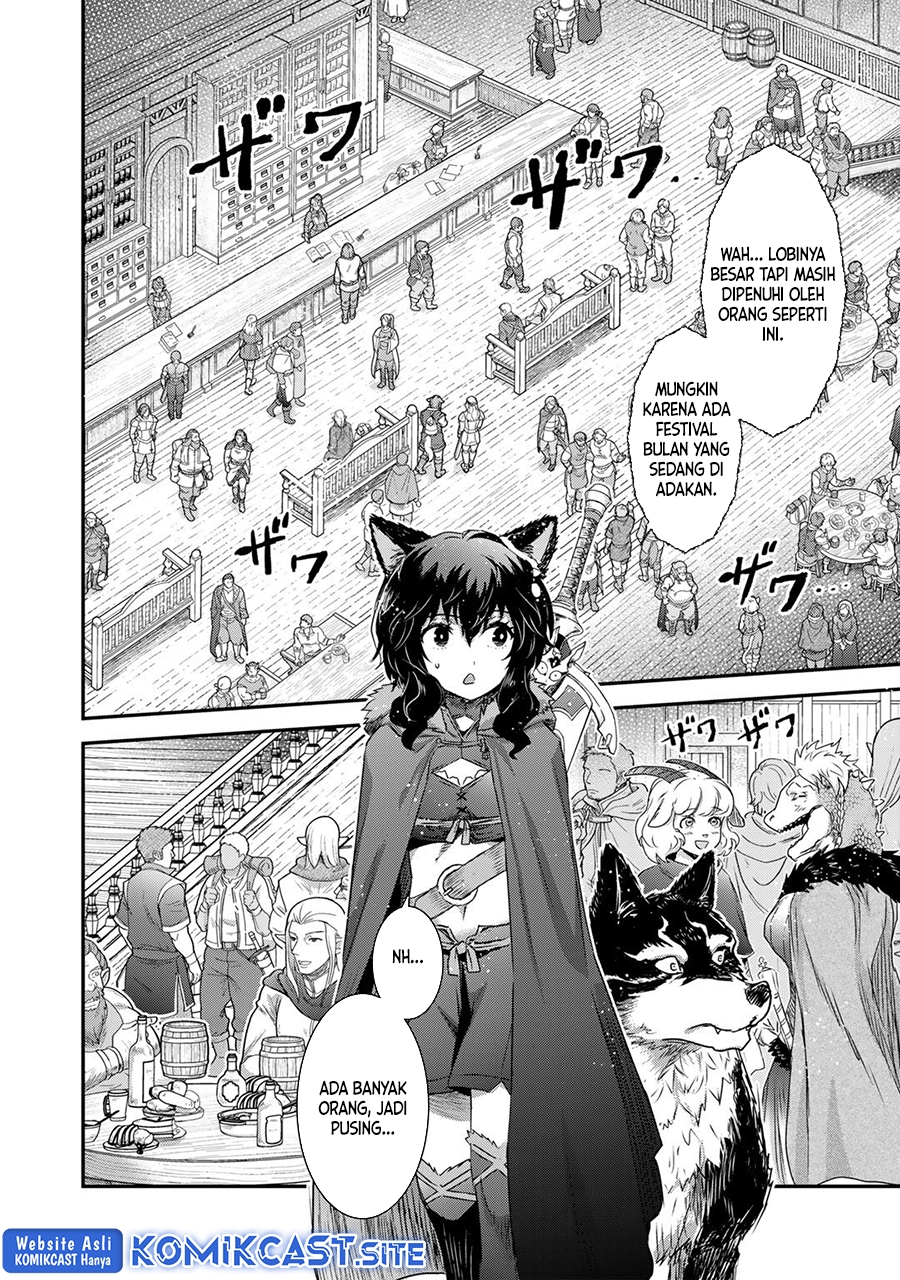 ザワ
ザワ...
WAH... LOBINYA
BESAR TAPI MASIH
DIPENUHI OLEH
ORANG SEPERTI
INI.
MUNGKIN
KARENA ADA
FESTIVAL
BULAN YANG
SEDANG DI
ADAKAN.
ザワ
ザワ...
ザワ ザワ
NH...
ADA BANYAK
ORANG, JADI
PUSING...
Website Asli
KOMIKCAST Hanya
KOMIKCAST.SITE